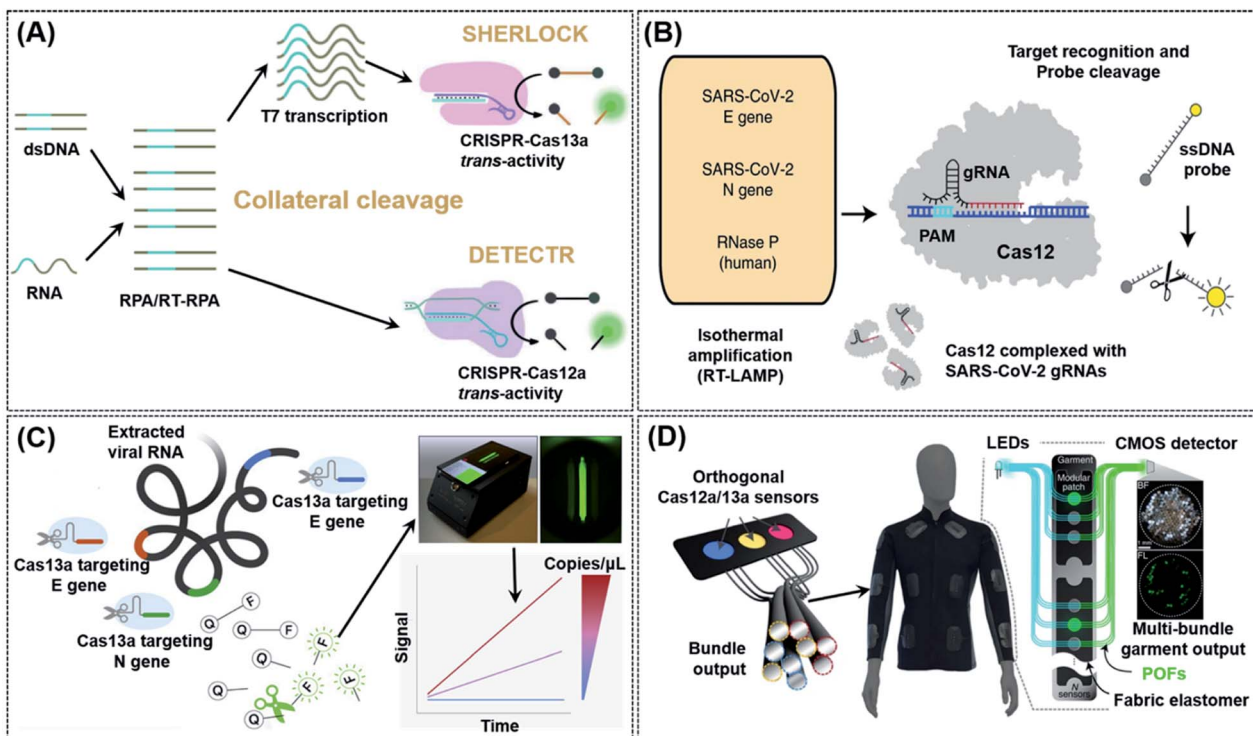 (A)
SHERLOCK
T7 transcription
CRISPR-Cas13a
trans-activity
dsDNA
Collateral cleavage
RNA
RPA/RT-RPA
DETECTR
CRISPR-Cas12a
trans-activity
(B)
Target recognition and
Probe cleavage
SARS-CoV-2
E gene
SARS-CoV-2
N gene
RNase P
(human)
gRNA
PAM
Cas12
ssDNA
probe
Isothermal
amplification
(RT-LAMP)
Cas12 complexed with
SARS-CoV-2 gRNAs
(C)
Extracted
viral RNA
Cas13a targeting
E gene
Cas13a targeting
E gene
Cas13a targeting
N gene
Q
F
Q
F
Q
F
Q
F
F
Q
Copies/μL
Signal
Time
(D)
LEDs
CMOS detector
Orthogonal
Cas12a/13a sensors
Garment
Modular
patch
BF
1 mm
FL
Bundle
output
Multi-bundle
garment output
POFs
Fabric elastomer
N
sensors